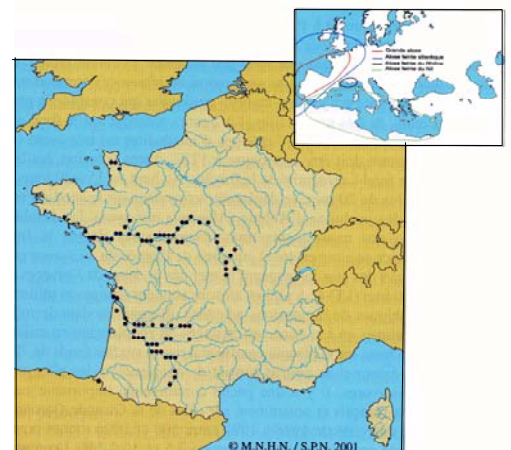 Grande alose
Alose feinte atlantique
Alose feinte du Rhône
Alose feinte du Nil
© M.N.H.N. / S.P.N. 2001